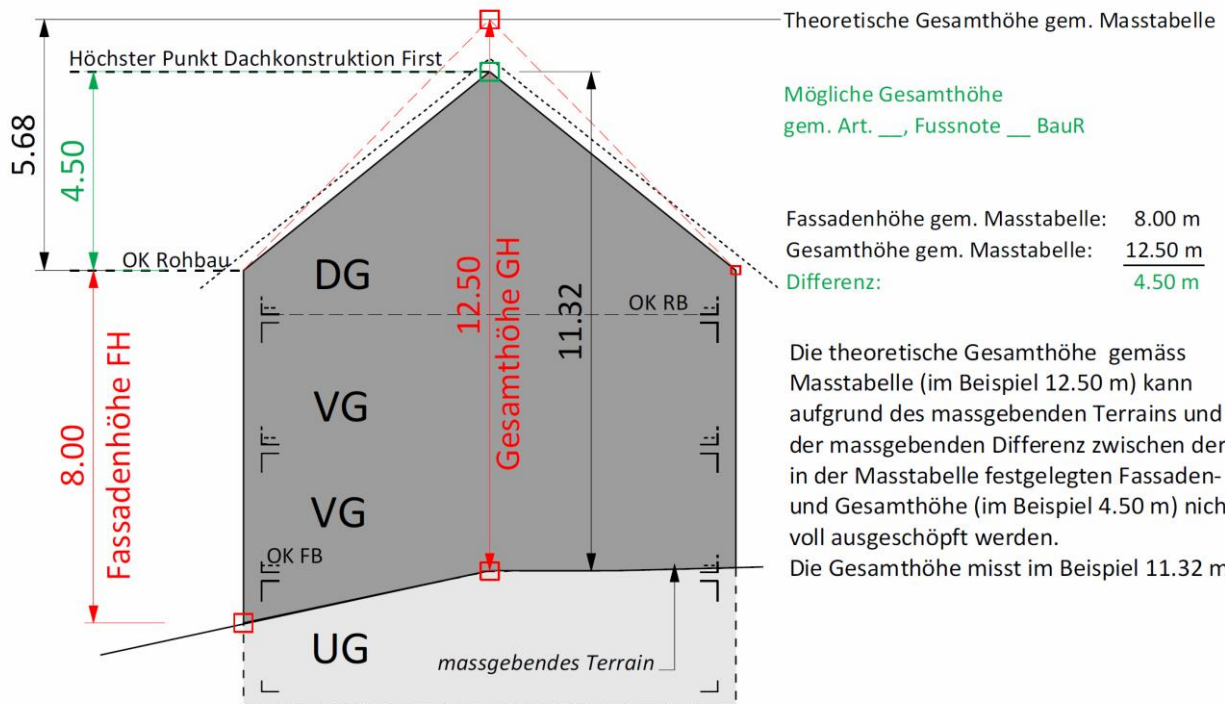 Theoretische Gesamthöhe gem. Masstabelle
Höchster Punkt Dachkonstruktion First
Mögliche Gesamthöhe
gem. Art. __, Fussnote __ BauR
5.68
4.50
Fassadenhöhe gem. Masstabelle: 8.00 m
Gesamthöhe gem. Masstabelle: 12.50 m
Differenz: 4.50 m
OK Rohbau
DG
OK RB
12.50
Gesamthöhe GH
11.32
8.00
Fassadenhöhe FH
VG
VG
OK FB
UG
massgebendes Terrain
Die theoretische Gesamthöhe gemäss
Masstabelle (im Beispiel 12.50 m) kann
aufgrund des massgebenden Terrains und
der massgebenden Differenz zwischen der
in der Masstabelle festgelegten Fassaden-
und Gesamthöhe (im Beispiel 4.50 m) nich
voll ausgeschöpft werden.
Die Gesamthöhe misst im Beispiel 11.32 m